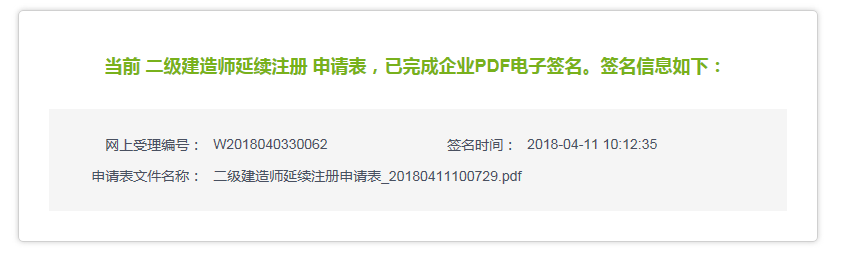 当前 二级建造师延续注册 申请表，已完成企业PDF电子签名。签名信息如下：
网上受理编号： W2018040330062 签名时间： 2018-04-11 10:12:35
申请表文件名称： 二级建造师延续注册申请表_20180411100729.pdf